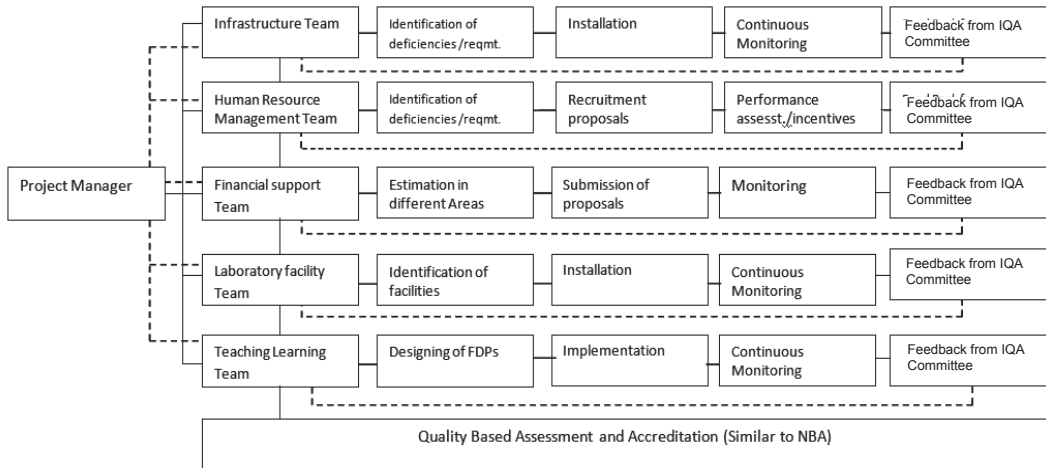 Infrastructure Team
Identification of
deficiencies/reqmt.
Installation
Continuous
Monitoring
Feedback from IQA
Committee
Human Resource
Management Team
Identification of
deficiencies/reqmt.
Recruitment
proposals
Performance
assesst./incentives
Feedback from IQA
Committee
Project Manager
Financial support
Team
Estimation in
different Areas
Submission of
proposals
Monitoring
Feedback from IQA
Committee
Laboratory facility
Team
Identification of
facilities
Installation
Continuous
Monitoring
Feedback from IQA
Committee
Teaching Learning
Team
Designing of FDPs
Implementation
Continuous
Monitoring
Feedback from IQA
Committee
Quality Based Assessment and Accreditation (Similar to NBA)